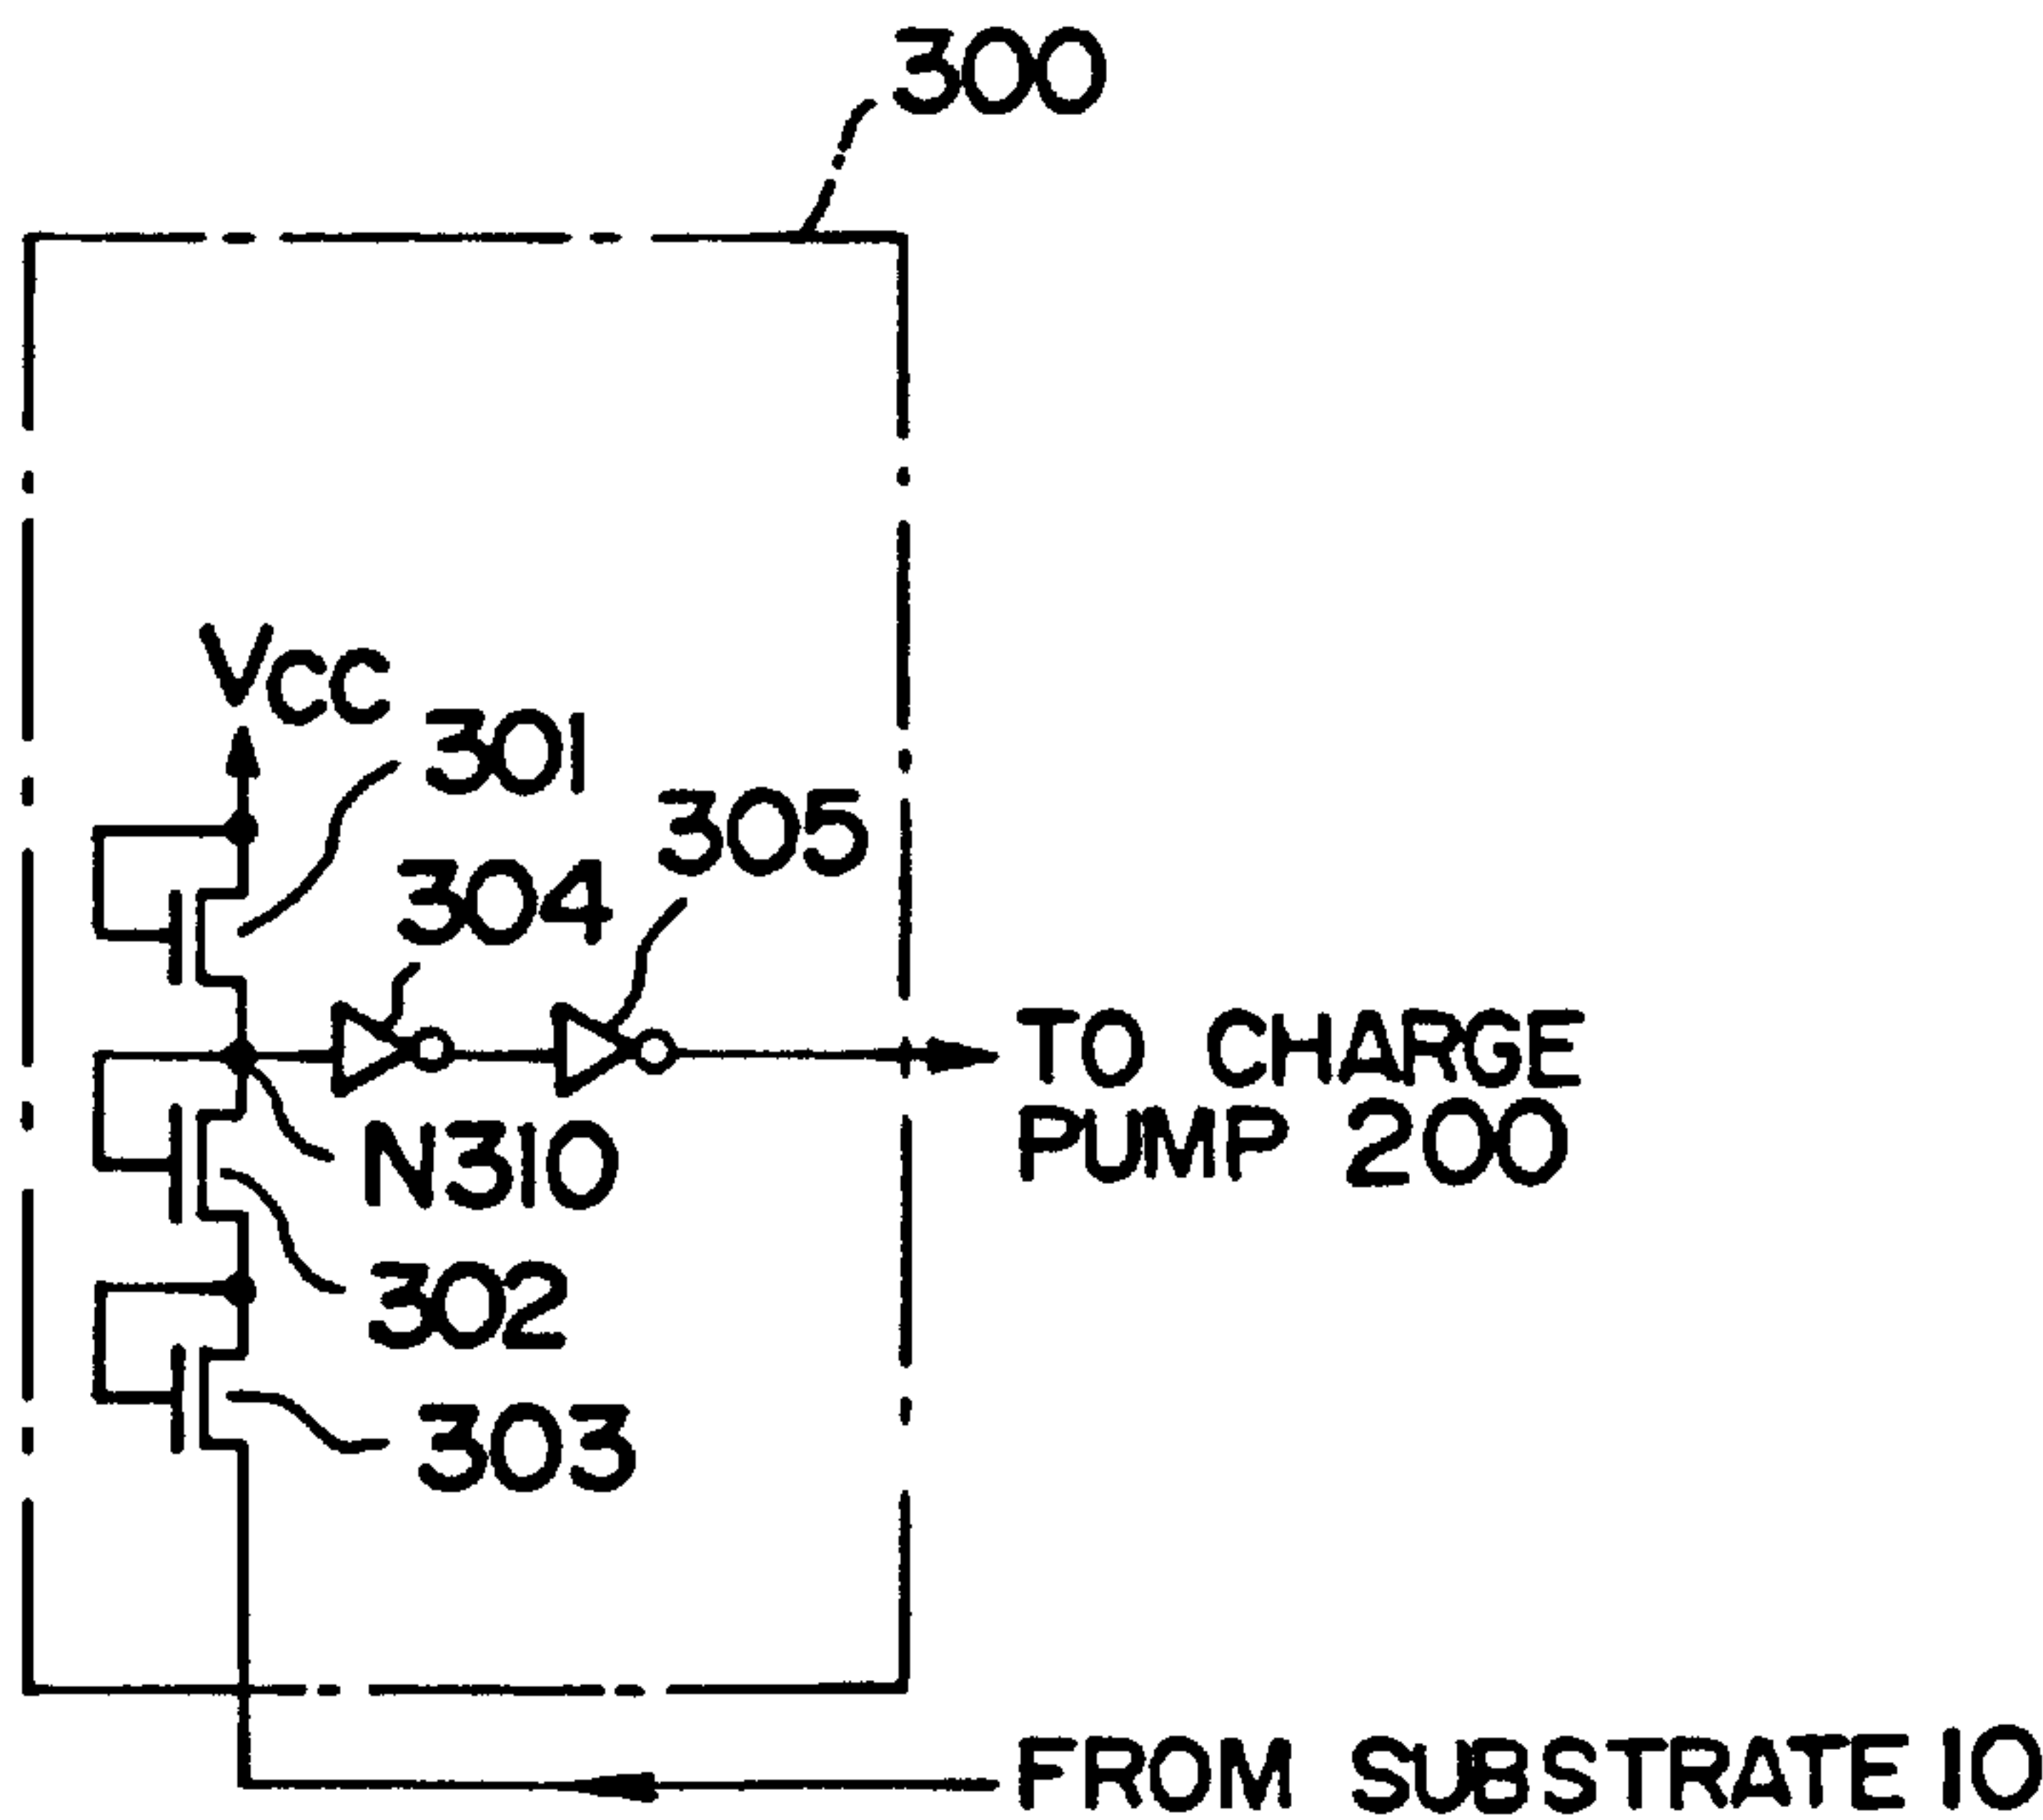 300
VCC
301
305
304
TO CHARGE
PUMP 200
N310
302
303
FROM SUBSTRATE 10